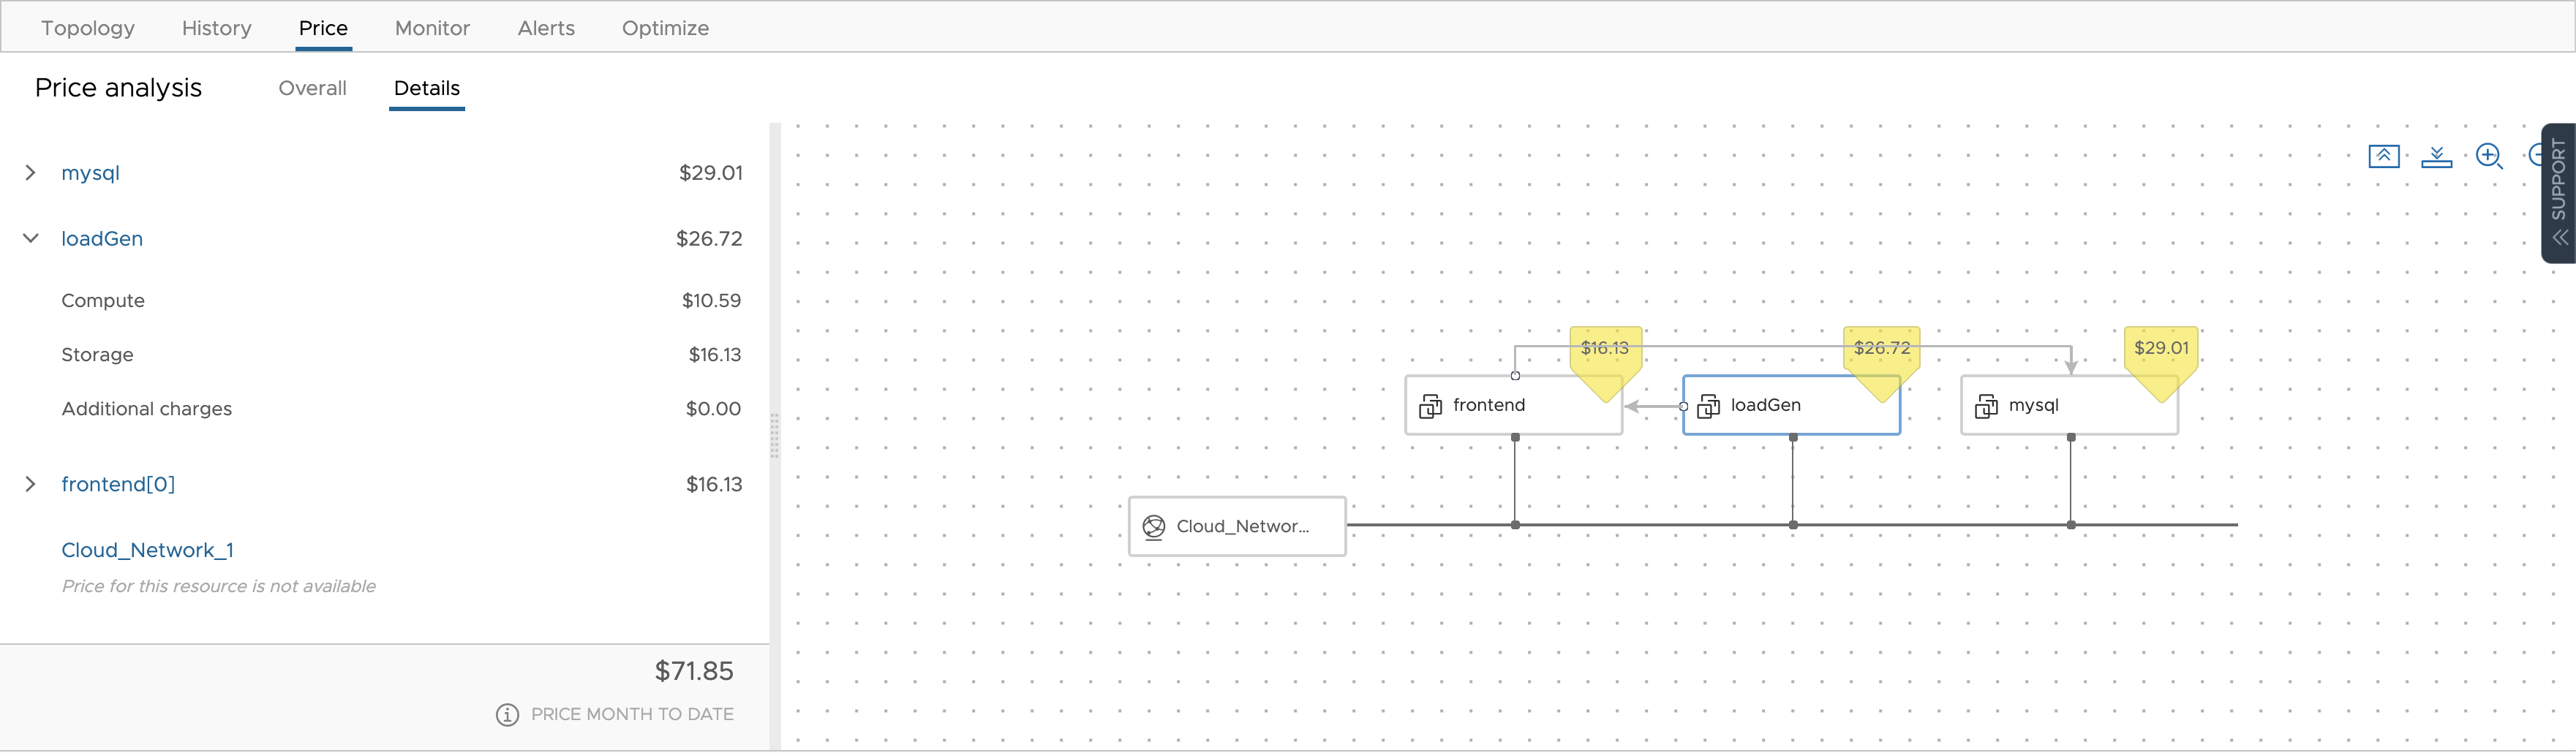 Topology History Price Monitor Alerts Optimize
Price analysis Overall Details
mysql $29.01
loadGen $26.72
Compute $10.59
Storage $16.13
Additional charges $0.00
frontend[0] $16.13
Cloud_Network_1
Price for this resource is not available
$71.85
PRICE MONTH TO DATE
$16.13 $26.72 $29.01
frontend loadGen mysql
Cloud_Networ...
SUPPORT